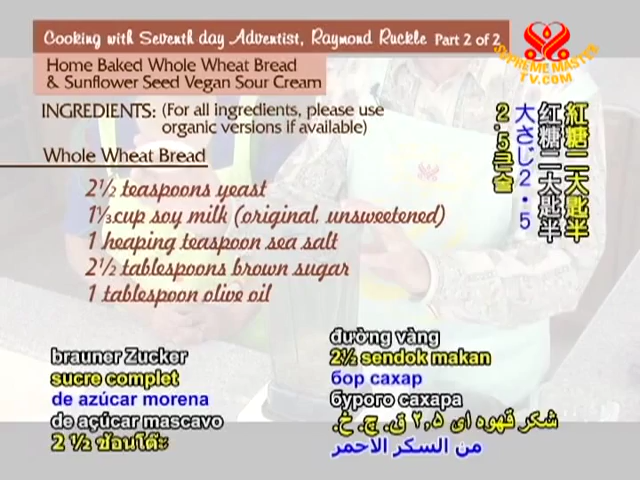 Cooking with Seventh day Adventist, Raymond Ruckle Part 2 of 2
SUPREME MASTER
TV.COM
Home Baked Whole Wheat Bread
& Sunflower Seed Vegan Sour Cream
INGREDIENTS: (For all ingredients, please use
organic versions if available)
Whole Wheat Bread
2½ teaspoons yeast
1⅓ cup soy milk (original, unsweetened)
1 heaping teaspoon sea salt
2½ tablespoons brown sugar
1 tablespoon olive oil
紅糖二大匙半
红糖二大匙半
大さじ2・5
2.5큰술
brauner Zucker
sucre complet
de azúcar morena
de açúcar mascavo
2 ½ ช้อนโต๊ะ
đường vàng
2½ sendok makan
бор сахар
бурого сахара
شکر قهوه ای ۲٫۵ ق. چ. خ.
من السكر الاحمر